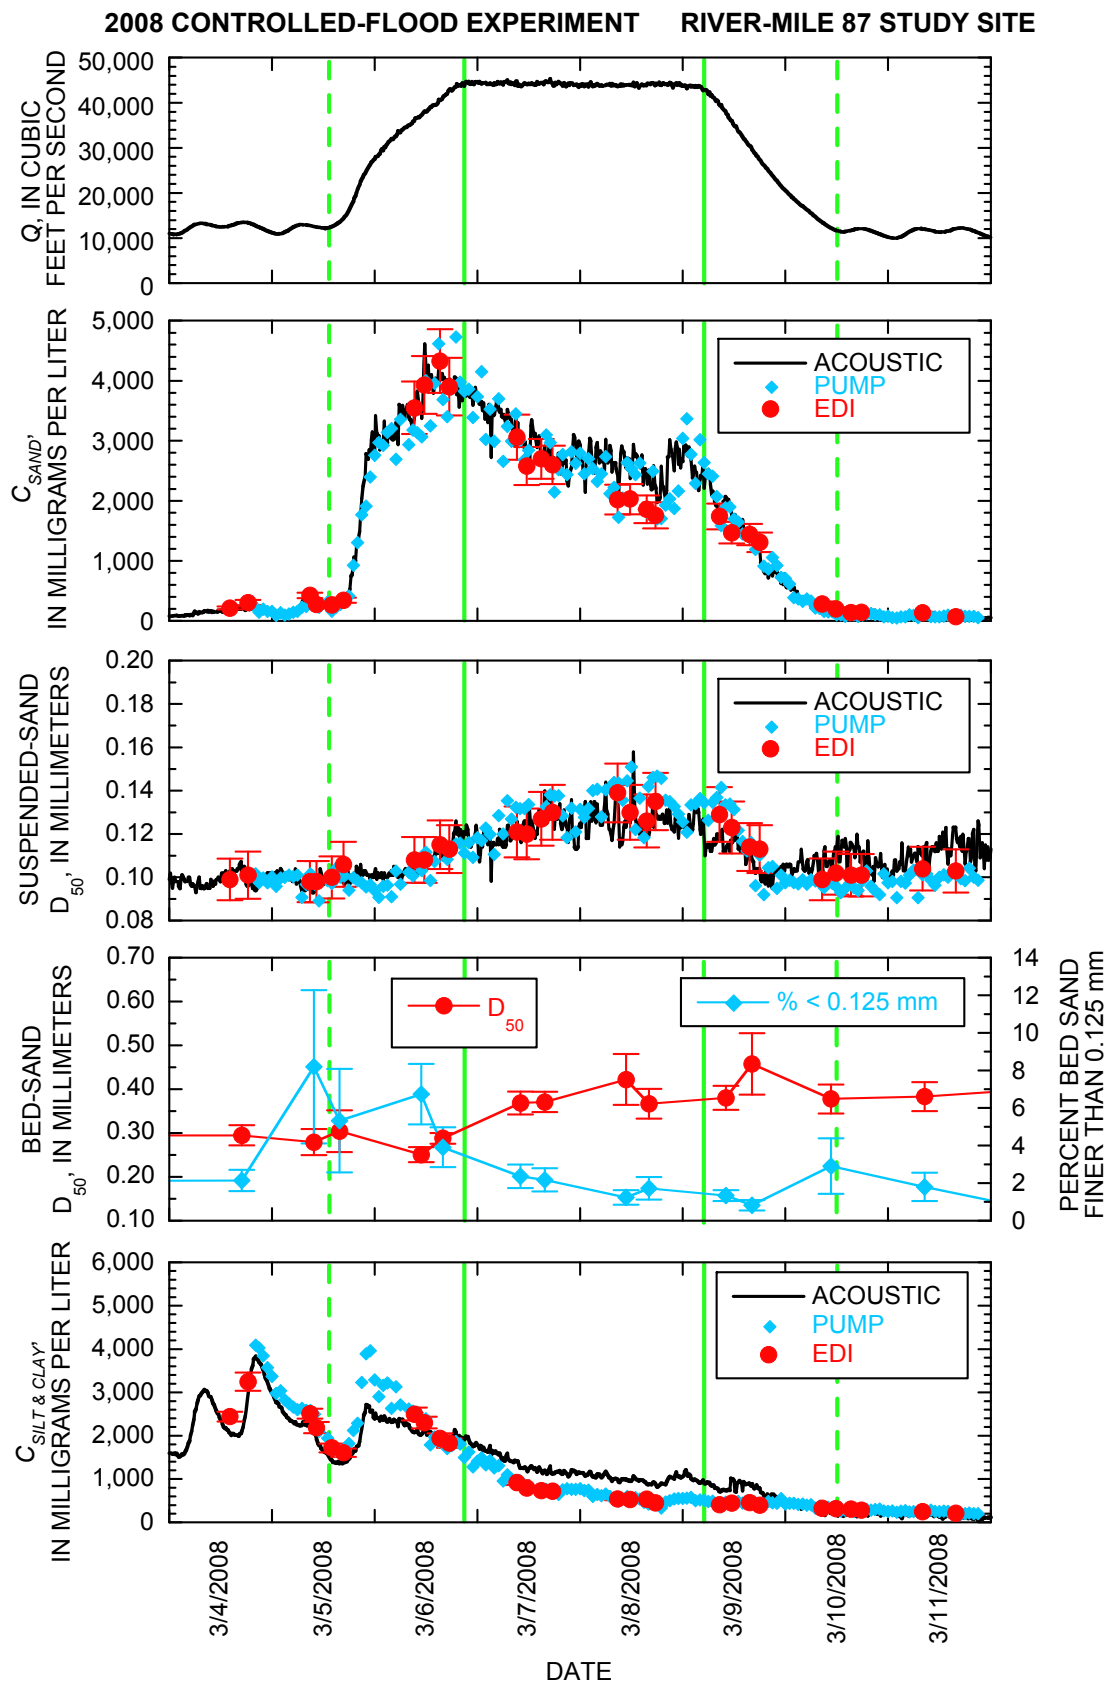 2008 CONTROLLED-FLOOD EXPERIMENT RIVER-MILE 87 STUDY SITE
Q, IN CUBIC
FEET PER SECOND
50,000
40,000
30,000
20,000
10,000
0
C SAND,
IN MILLIGRAMS PER LITER
5,000
4,000
3,000
2,000
1,000
0
ACOUSTIC
PUMP
EDI
SUSPENDED-SAND
D50, IN MILLIMETERS
0.20
0.18
0.16
0.14
0.12
0.10
0.08
ACOUSTIC
PUMP
EDI
BED-SAND
D50, IN MILLIMETERS
0.70
0.60
0.50
0.40
0.30
0.20
0.10
D50
% < 0.125 mm
14
12
10
8
6
4
2
0
PERCENT BED SAND
FINER THAN 0.125 mm
C SILT & CLAY,
IN MILLIGRAMS PER LITER
6,000
5,000
4,000
3,000
2,000
1,000
0
ACOUSTIC
PUMP
EDI
3/4/2008
3/5/2008
3/6/2008
3/7/2008
3/8/2008
3/9/2008
3/10/2008
3/11/2008
DATE